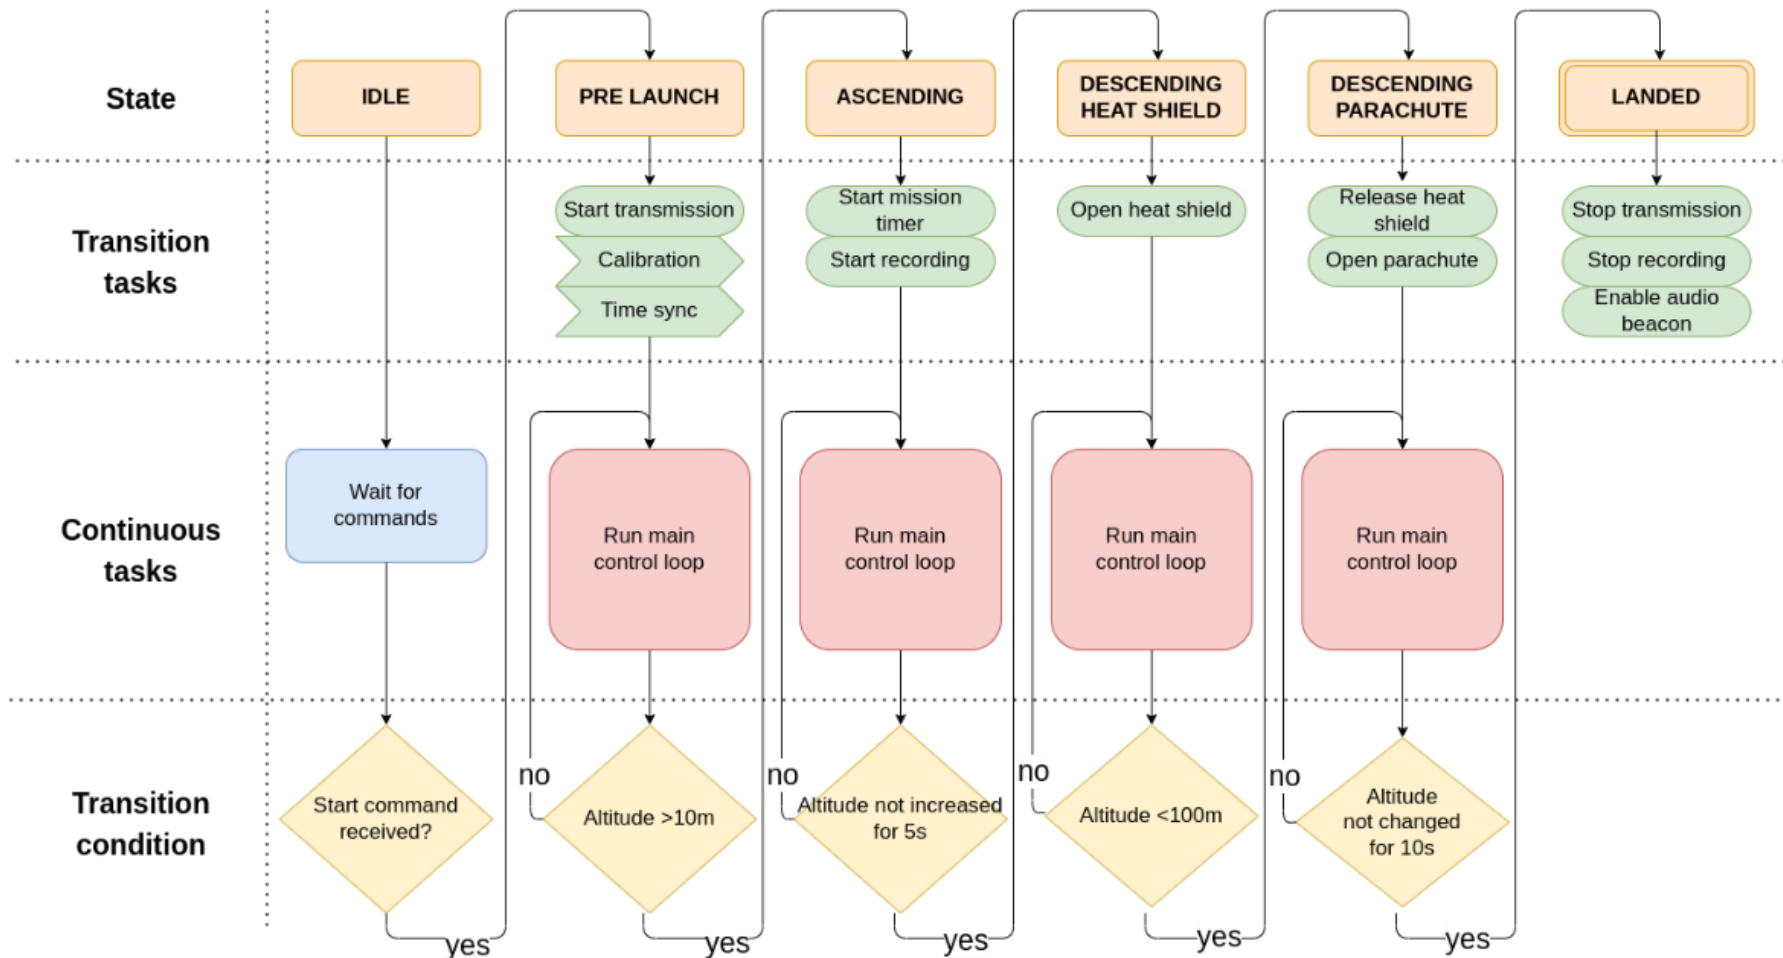 State
IDLE
PRE LAUNCH
ASCENDING
DESCENDING
HEAT SHIELD
DESCENDING
PARACHUTE
LANDED
Transition
tasks
Start transmission
Calibration
Time sync
Start mission
timer
Start recording
Open heat shield
Release heat
shield
Open parachute
Stop transmission
Stop recording
Enable audio
beacon
Continuous
tasks
Wait for
commands
Run main
control loop
Run main
control loop
Run main
control loop
Run main
control loop
Transition
condition
Start command
received?
yes
no
Altitude >10m
yes
no
Altitude not increased
for 5s
yes
no
Altitude <100m
yes
no
Altitude
not changed
for 10s
yes